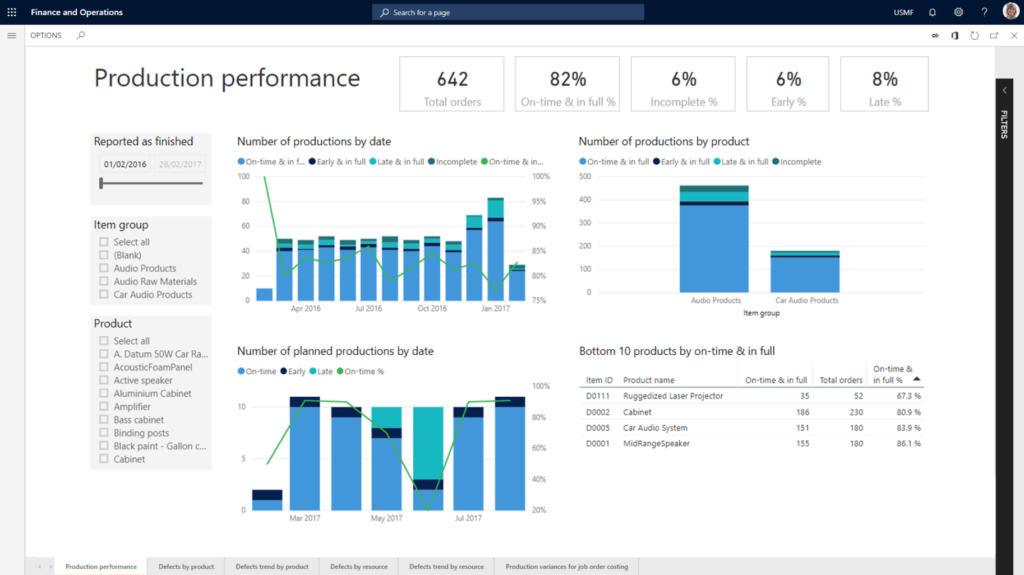 Finance and Operations
Search for a page
USMF
?
OPTIONS
Production performance
642
Total orders
82%
On-time & in full %
6%
Incomplete %
6%
Early %
8%
Late %
FILTERS
Reported as finished
01/02/2016 28/02/2017
Item group
Select all
(Blank)
Audio Products
Audio Raw Materials
Car Audio Products
Product
Select all
A. Datum 50W Car Ra...
AcousticFoamPanel
Active speaker
Aluminium Cabinet
Amplifier
Bass cabinet
Binding posts
Black paint - Gallon c...
Cabinet
Number of productions by date
On-time & in f... Early & in full Late & in full Incomplete On-time & in...
100 100%
95%
80
90%
60
85%
40
80%
20
0 75%
Apr 2016 Jul 2016 Oct 2016 Jan 2017
Number of productions by product
On-time & in full Early & in full Late & in full Incomplete
500
400
300
200
100
0
Audio Products Car Audio Products
Item group
Number of planned productions by date
On-time Early Late On-time %
100%
10
80%
60%
5
40%
0 20%
Mar 2017 May 2017 Jul 2017
Bottom 10 products by on-time & in full
Item ID Product name On-time & in full Total orders On-time & in full %
D0111 Ruggedized Laser Projector 35 52 67.3 %
D0002 Cabinet 186 230 80.9 %
D0005 Car Audio System 151 180 83.9 %
D0001 MidRangeSpeaker 155 180 86.1 %
Production performance Defects by product Defects trend by product Defects by resource Defects trend by resource Production variances for job order costing